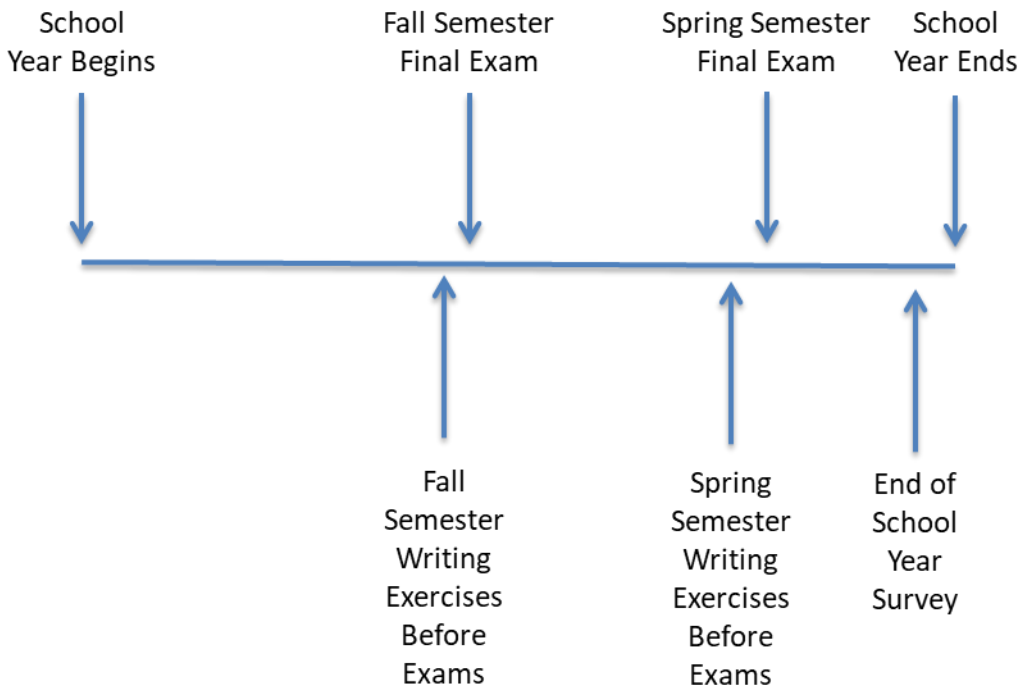 School
Year Begins
Fall Semester
Final Exam
Spring Semester
Final Exam
School
Year Ends
Fall
Semester
Writing
Exercises
Before
Exams
Spring
Semester
Writing
Exercises
Before
Exams
End of
School
Year
Survey